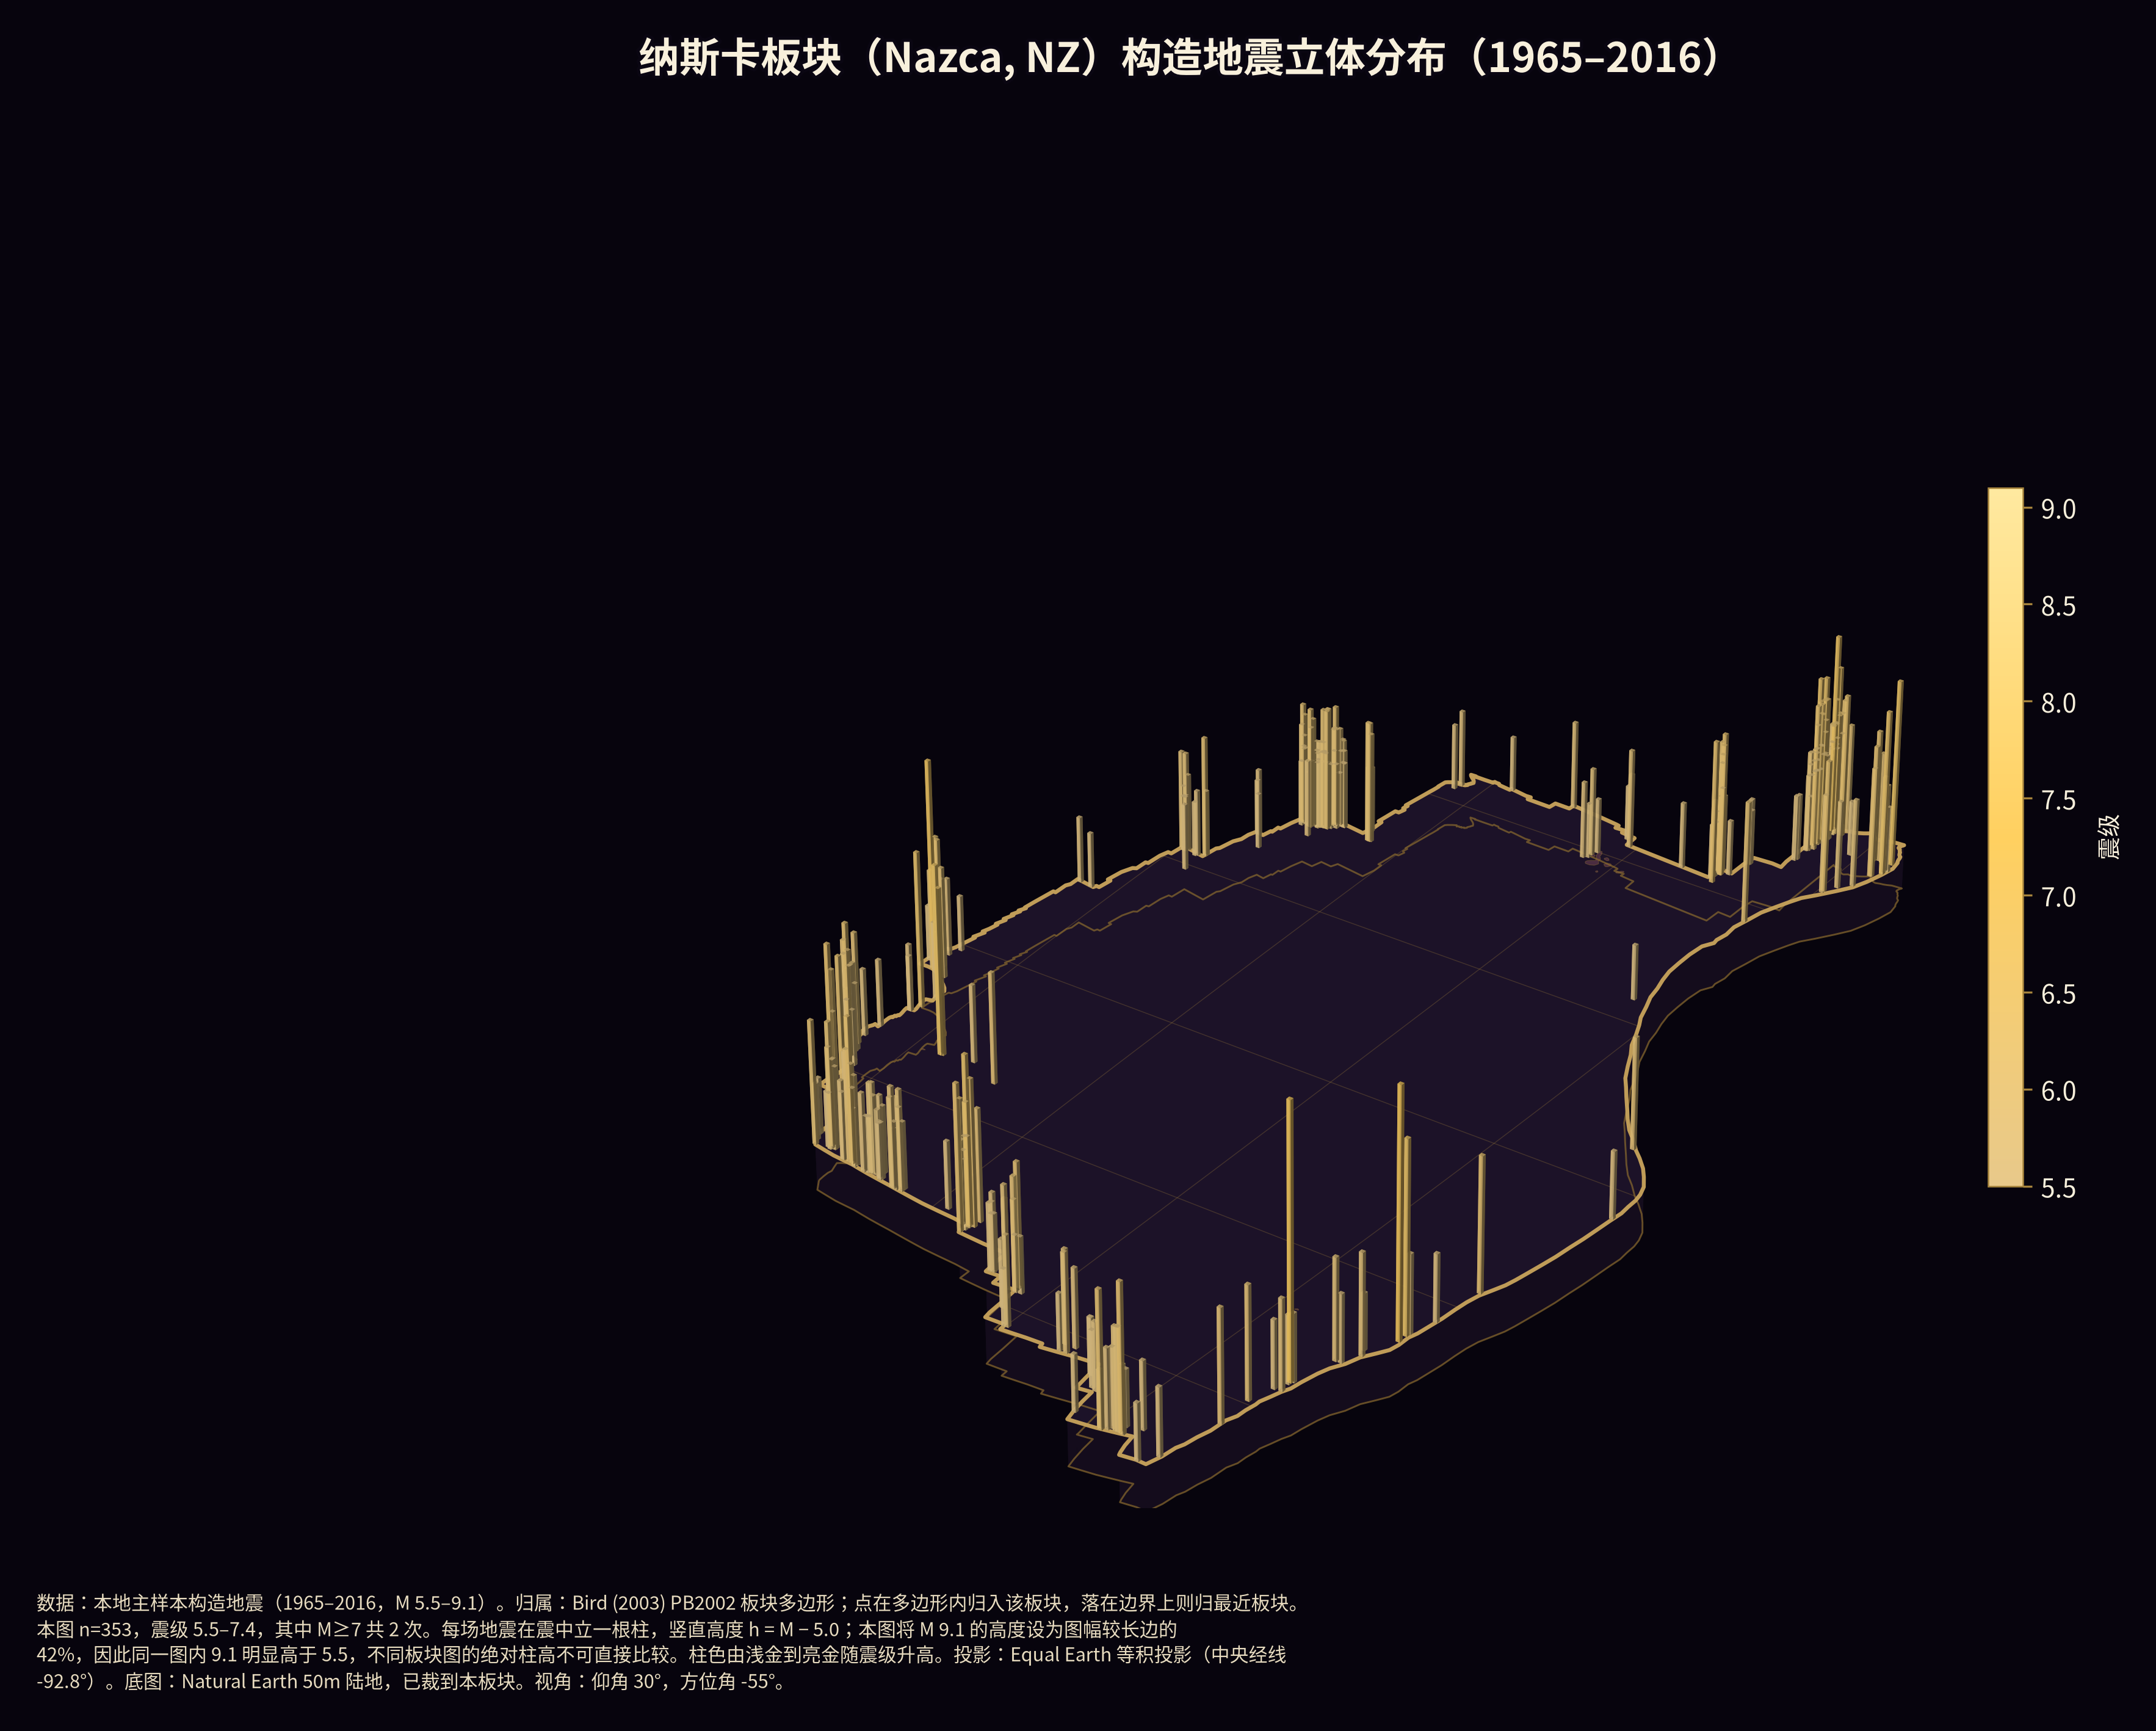 纳斯卡板块（Nazca, NZ）构造地震立体分布（1965–2016）
9.0
8.5
8.0
7.5
7.0
6.5
6.0
5.5
震级
数据：本地主样本构造地震（1965–2016，M 5.5–9.1）。归属：Bird (2003) PB2002 板块多边形；点在多边形内归入该板块，落在边界上则归最近板块。
本图 n=353，震级 5.5–7.4，其中 M≥7 共 2 次。每场地震在震中立一根柱，竖直高度 h = M − 5.0；本图将 M 9.1 的高度设为图幅较长边的
42%，因此同一图内 9.1 明显高于 5.5，不同板块图的绝对柱高不可直接比较。柱色由浅金到亮金随震级升高。投影：Equal Earth 等积投影（中央经线
-92.8°）。底图：Natural Earth 50m 陆地，已裁到本板块。视角：仰角 30°，方位角 -55°。